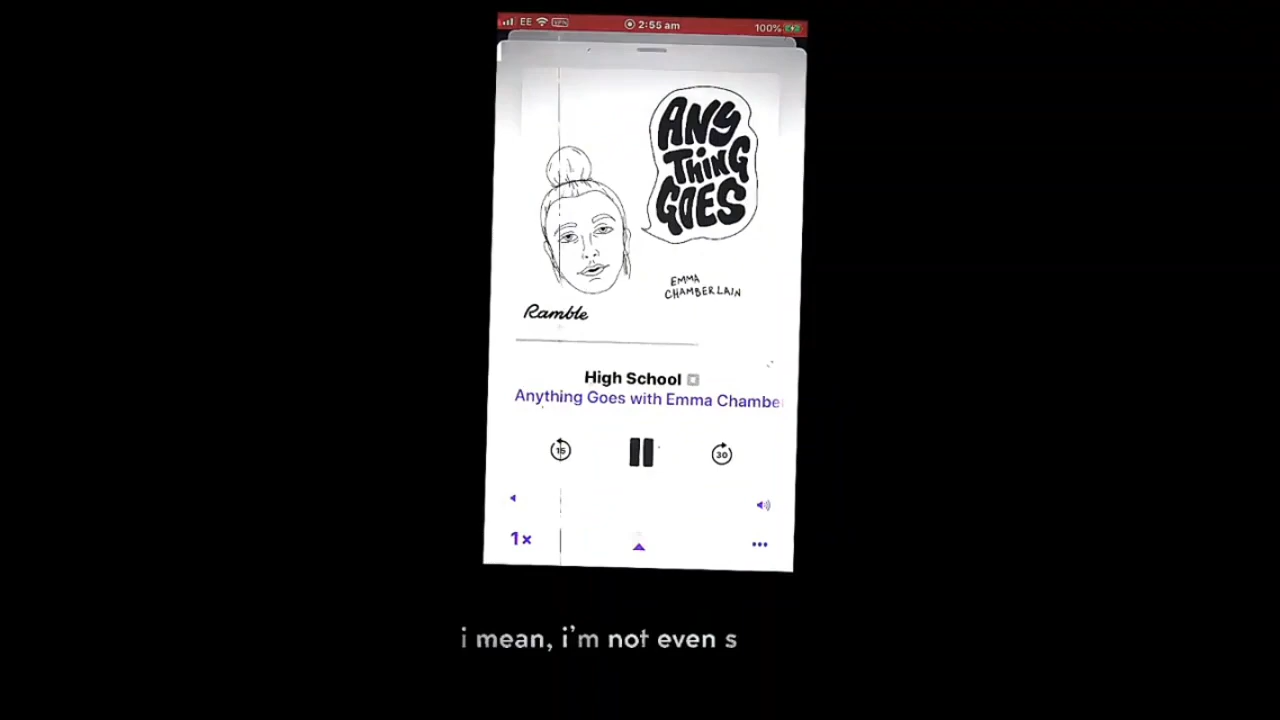 EE VPN 2:55 am 100%
ANY
THING
GOES
EMMA
CHAMBERLAIN
Ramble
High School
Anything Goes with Emma Chambe
15 30
1×
i mean, i'm not even s